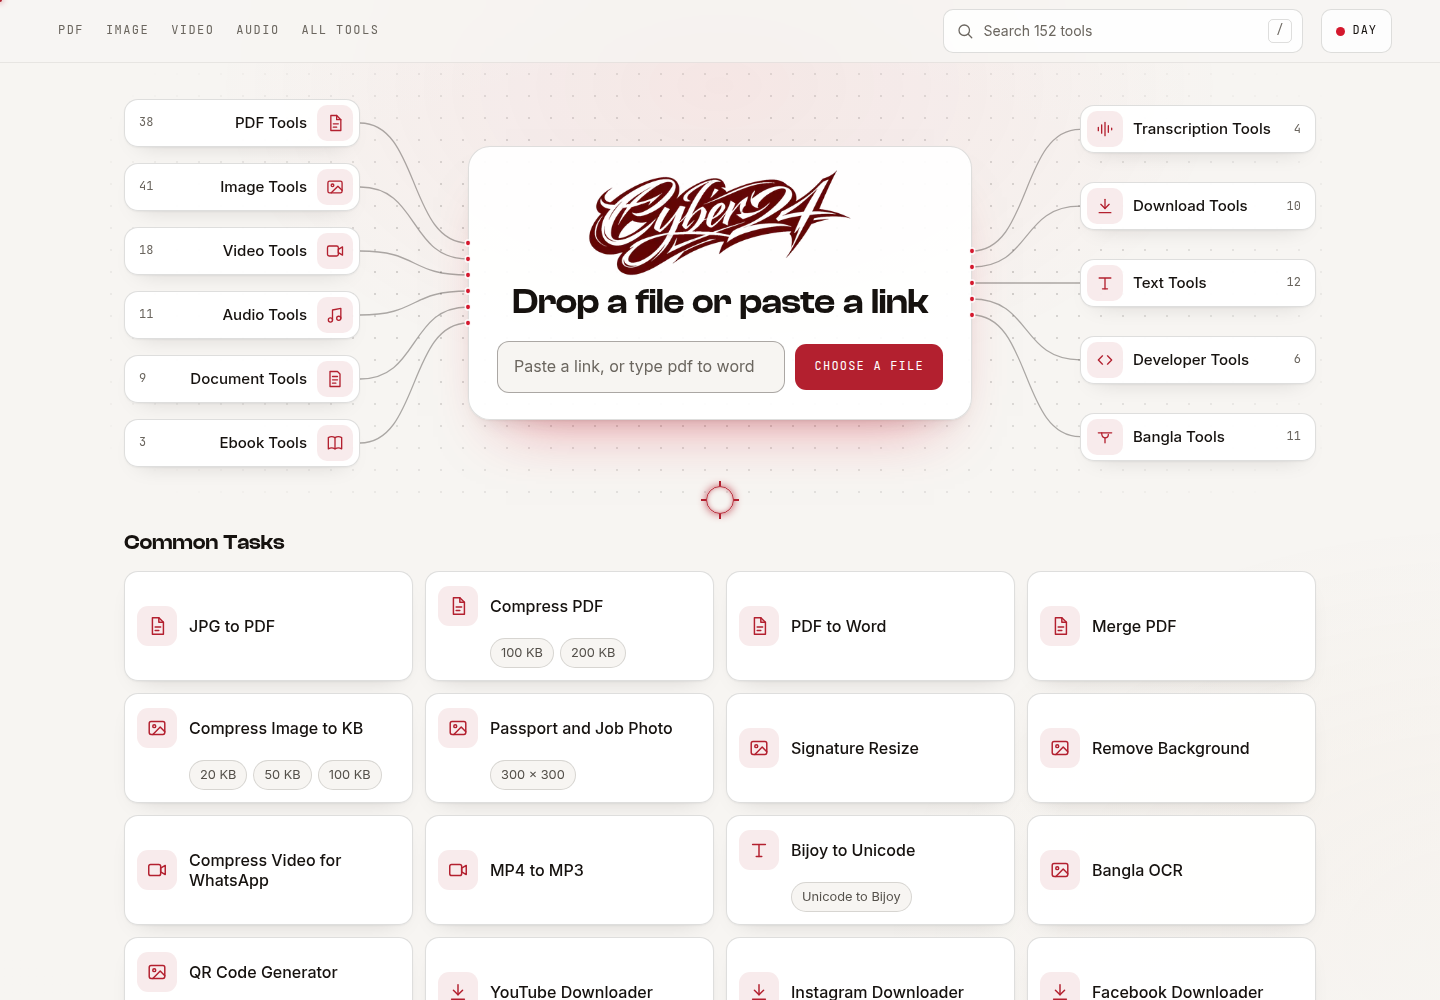 PDF IMAGE VIDEO AUDIO ALL TOOLS
Search 152 tools /
DAY
38 PDF Tools
41 Image Tools
18 Video Tools
11 Audio Tools
9 Document Tools
3 Ebook Tools
Cyber24
Drop a file or paste a link
Paste a link, or type pdf to word
CHOOSE A FILE
Transcription Tools 4
Download Tools 10
Text Tools 12
Developer Tools 6
Bangla Tools 11
Common Tasks
JPG to PDF
Compress PDF
100 KB 200 KB
PDF to Word
Merge PDF
Compress Image to KB
20 KB 50 KB 100 KB
Passport and Job Photo
300 × 300
Signature Resize
Remove Background
Compress Video for
WhatsApp
MP4 to MP3
Bijoy to Unicode
Unicode to Bijoy
Bangla OCR
QR Code Generator
YouTube Downloader
Instagram Downloader
Facebook Downloader